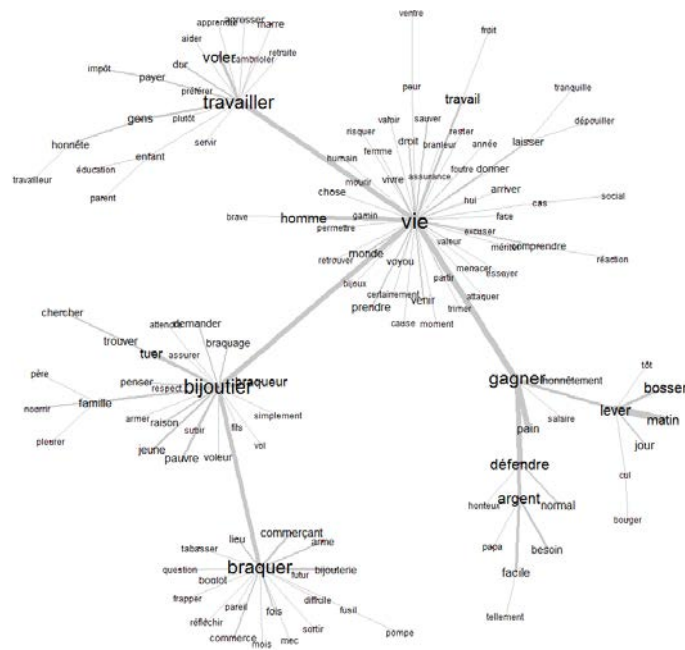 ventre
apprendre
agresser
marre
froit
aider
voler
cambrioler
retraite
dur
impôt
payer
peur
tranquille
préférer
travail
travailler
gens
plutôt
valoir
sauver
rester
dépouiller
risquer
droit
branleur
année
laisser
honnête
servir
femme
enfant
humain
foutre
donner
éducation
vivre
assurance
travailleur
mourir
hui
arriver
parent
chose
cas
social
brave
homme
gamin
vie
face
permettre
excuser
valeur
mériter
comprendre
monde
retrouver
voyou
menacer
essayer
réaction
bijoux
partir
certainement
attaquer
venir
prendre
trimer
cause
moment
chercher
attendre
demander
trouver
tuer
assurer
braquage
père
penser
respect
bijoutier
braqueur
gagner
honnêtement
tôt
bosser
nourrir
famille
lever
matin
armer
raison
subir
fils
simplement
salaire
pain
pleurer
jeune
pauvre
voleur
vol
jour
défendre
cul
argent
honteux
normal
bouger
commerçant
lieu
arme
papa
besoin
tabasser
question
braquer
bijouterie
futur
boulot
facile
frapper
pareil
fois
difficile
fusil
tellement
réfléchir
sortir
commerce
mois
mec
pompe